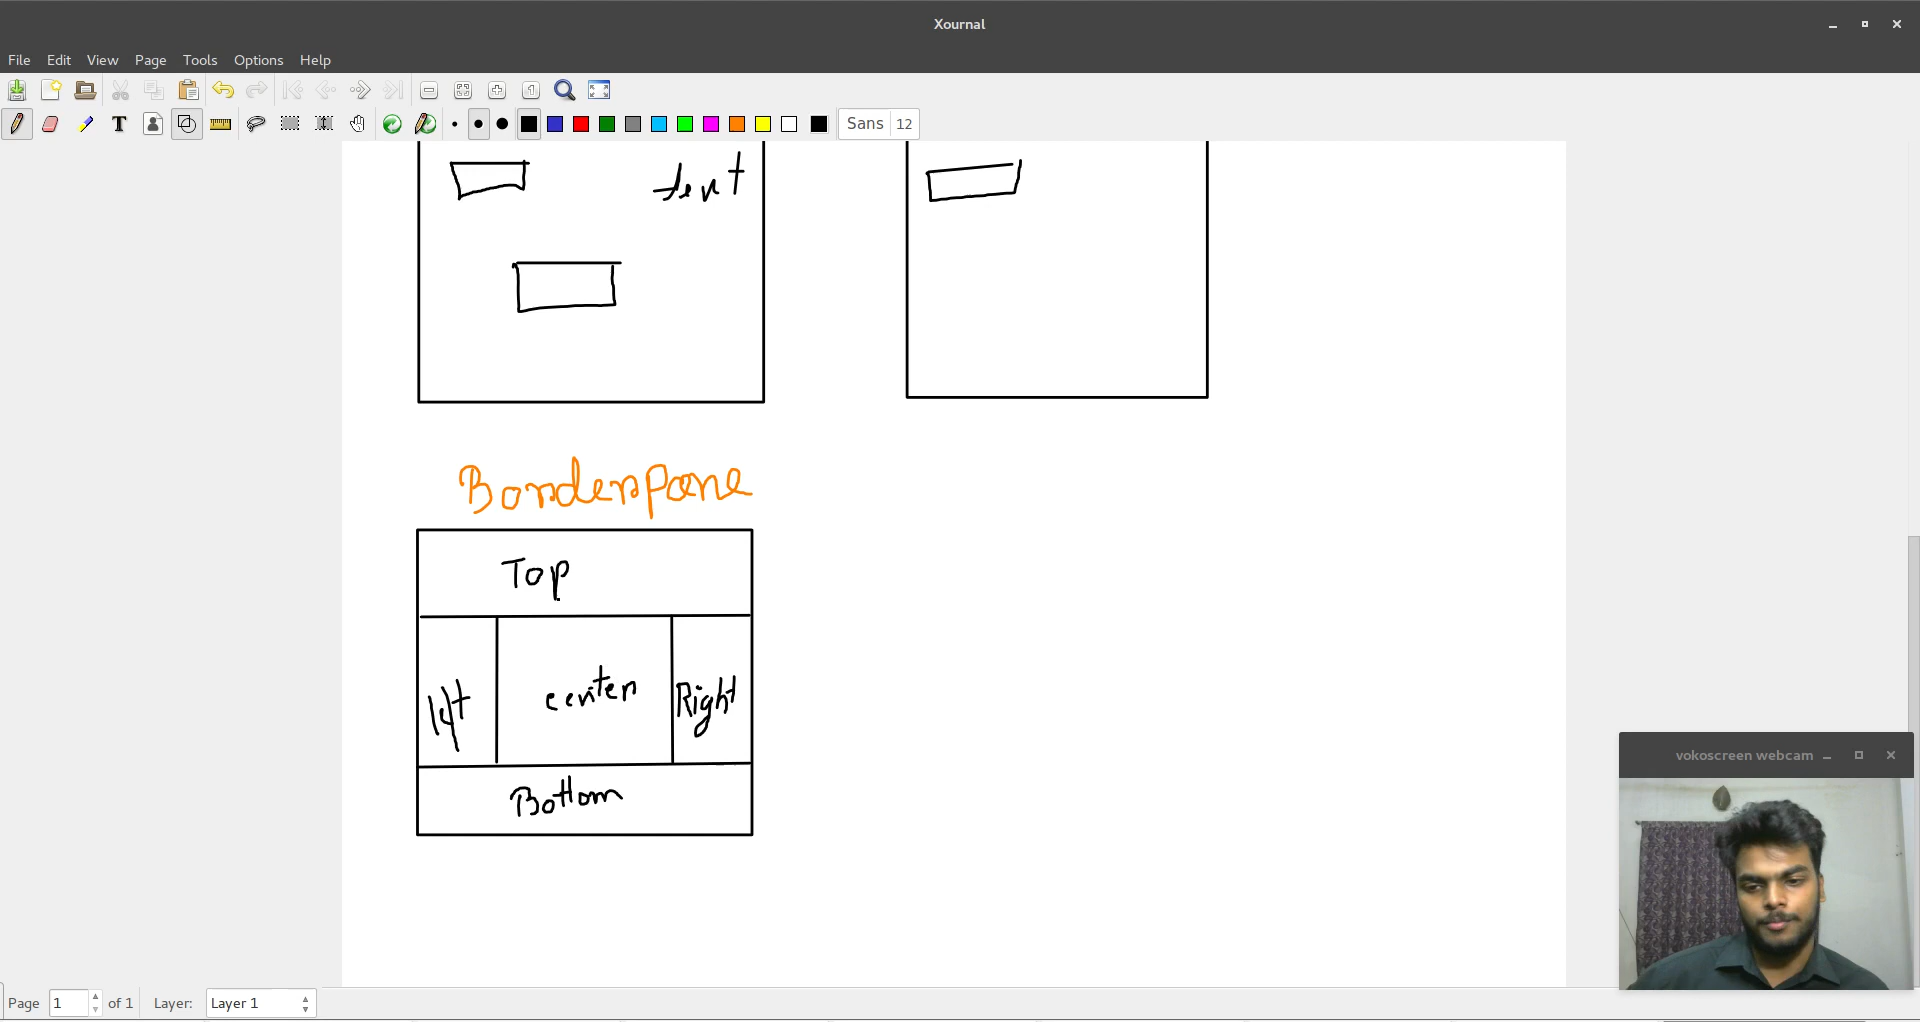 Xournal
File Edit View Page Tools Options Help
Sans 12
text
BorderPane
Top
left center Right
Bottom
vokoscreen webcam
Page 1 of 1 Layer: Layer 1